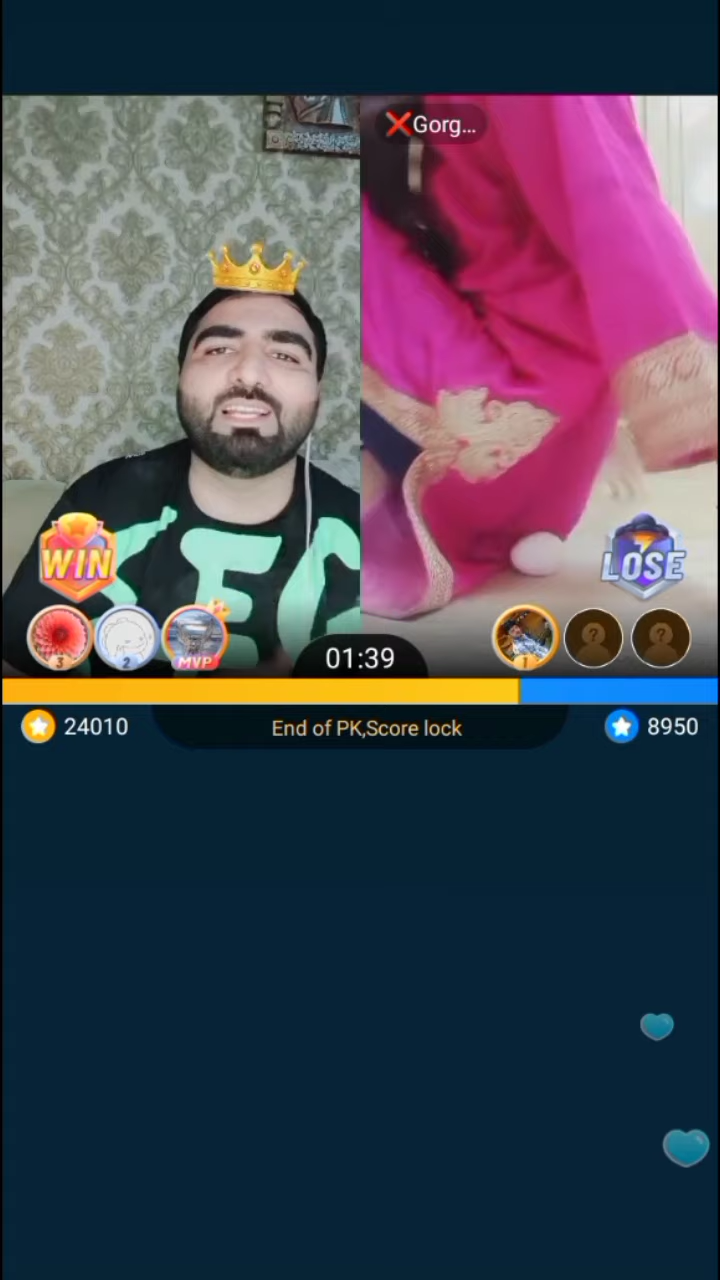 ❌Gorg...
WIN
LOSE
3
2
MVP
1
?
?
01:39
24010
End of PK,Score lock
8950